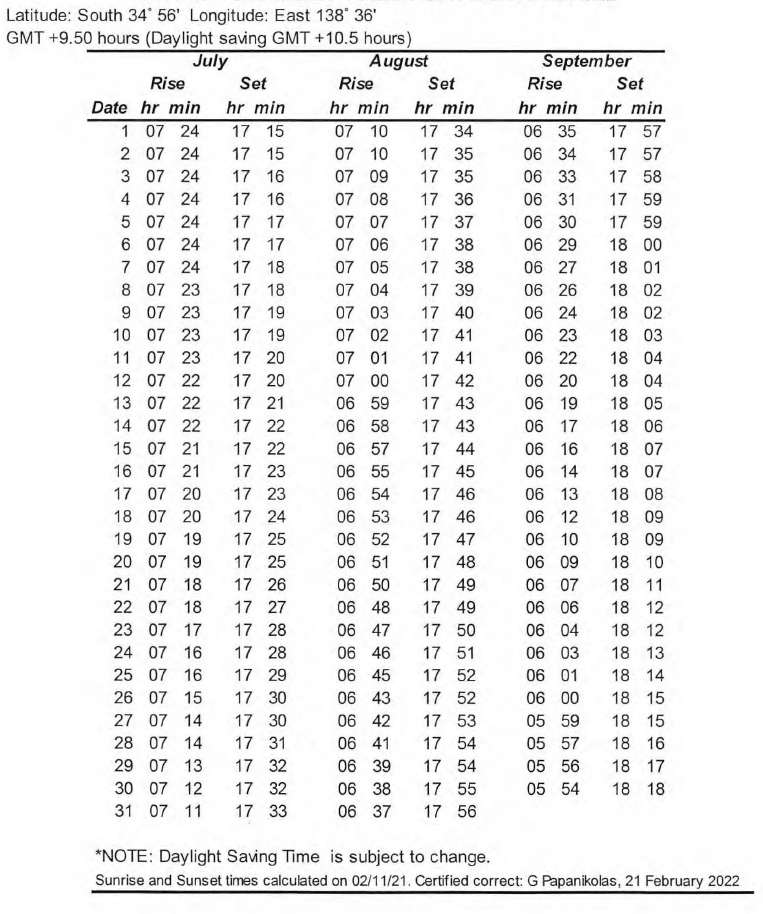 Latitude: South 34° 56' Longitude: East 138° 36'
GMT +9.50 hours (Daylight saving GMT +10.5 hours)
July August September
Rise Set Rise Set Rise Set
Date hr min hr min hr min hr min hr min hr min
1 07 24 17 15 07 10 17 34 06 35 17 57
2 07 24 17 15 07 10 17 35 06 34 17 57
3 07 24 17 16 07 09 17 35 06 33 17 58
4 07 24 17 16 07 08 17 36 06 31 17 59
5 07 24 17 17 07 07 17 37 06 30 17 59
6 07 24 17 17 07 06 17 38 06 29 18 00
7 07 24 17 18 07 05 17 38 06 27 18 01
8 07 23 17 18 07 04 17 39 06 26 18 02
9 07 23 17 19 07 03 17 40 06 24 18 02
10 07 23 17 19 07 02 17 41 06 23 18 03
11 07 23 17 20 07 01 17 41 06 22 18 04
12 07 22 17 20 07 00 17 42 06 20 18 04
13 07 22 17 21 06 59 17 43 06 19 18 05
14 07 22 17 22 06 58 17 43 06 17 18 06
15 07 21 17 22 06 57 17 44 06 16 18 07
16 07 21 17 23 06 55 17 45 06 14 18 07
17 07 20 17 23 06 54 17 46 06 13 18 08
18 07 20 17 24 06 53 17 46 06 12 18 09
19 07 19 17 25 06 52 17 47 06 10 18 09
20 07 19 17 25 06 51 17 48 06 09 18 10
21 07 18 17 26 06 50 17 49 06 07 18 11
22 07 18 17 27 06 48 17 49 06 06 18 12
23 07 17 17 28 06 47 17 50 06 04 18 12
24 07 16 17 28 06 46 17 51 06 03 18 13
25 07 16 17 29 06 45 17 52 06 01 18 14
26 07 15 17 30 06 43 17 52 06 00 18 15
27 07 14 17 30 06 42 17 53 05 59 18 15
28 07 14 17 31 06 41 17 54 05 57 18 16
29 07 13 17 32 06 39 17 54 05 56 18 17
30 07 12 17 32 06 38 17 55 05 54 18 18
31 07 11 17 33 06 37 17 56
*NOTE: Daylight Saving Time is subject to change.
Sunrise and Sunset times calculated on 02/11/21. Certified correct: G Papanikolas, 21 February 2022